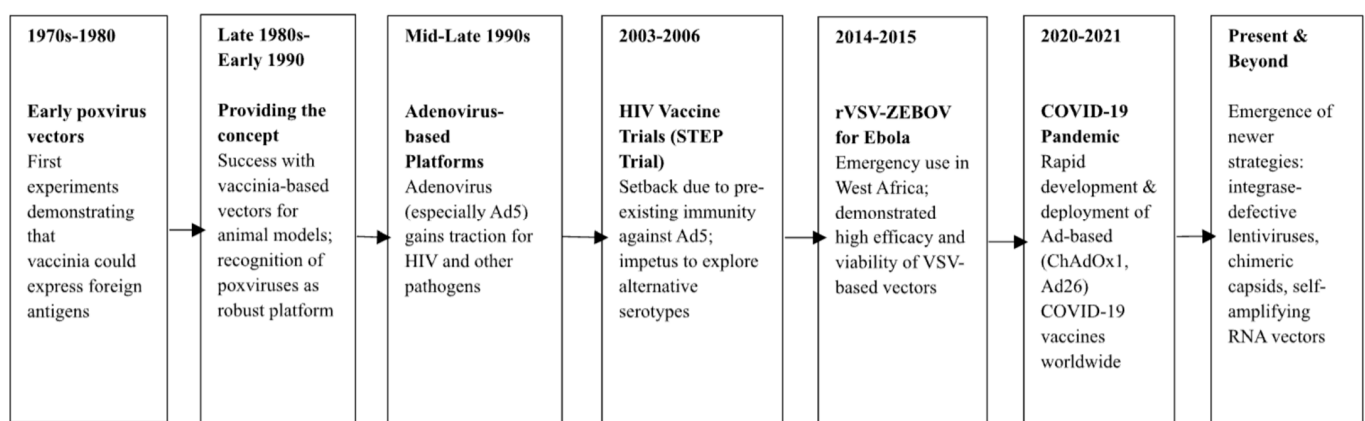 1970s-1980
Early poxvirus
vectors
First
experiments
demonstrating
that
vaccinia could
express foreign
antigens
Late 1980s-
Early 1990
Providing the
concept
Success with
vaccinia-based
vectors for
animal models;
recognition of
poxviruses as
robust platform
Mid-Late 1990s
Adenovirus-
based
Platforms
Adenovirus
(especially Ad5)
gains traction for
HIV and other
pathogens
2003-2006
HIV Vaccine
Trials (STEP
Trial)
Setback due to pre-
existing immunity
against Ad5;
impetus to explore
alternative
serotypes
2014-2015
rVSV-ZEBOV
for Ebola
Emergency use in
West Africa;
demonstrated
high efficacy and
viability of VSV-
based vectors
2020-2021
COVID-19
Pandemic
Rapid
development &
deployment of
Ad-based
(ChAdOx1,
Ad26)
COVID-19
vaccines
worldwide
Present &
Beyond
Emergence of
newer
strategies:
integrase-
defective
lentiviruses,
chimeric
capsids, self-
amplifying
RNA vectors